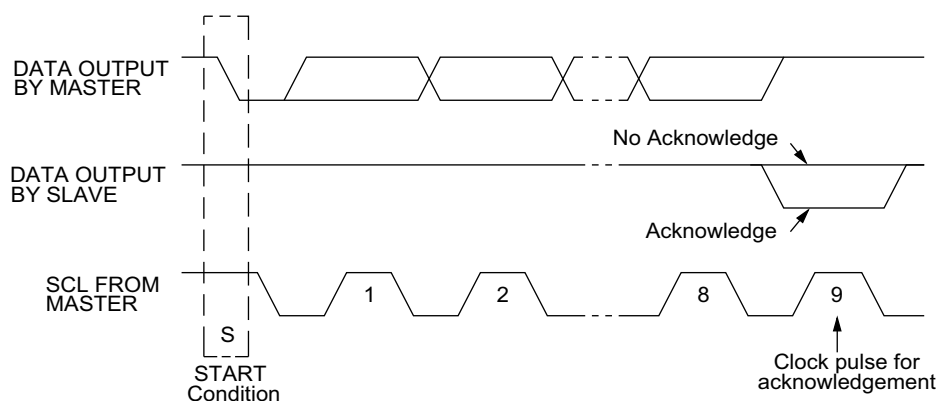 DATA OUTPUT
BY MASTER
No Acknowledge
DATA OUTPUT
BY SLAVE
Acknowledge
SCL FROM
MASTER
1
2
8
9
S
START
Condition
Clock pulse for
acknowledgement